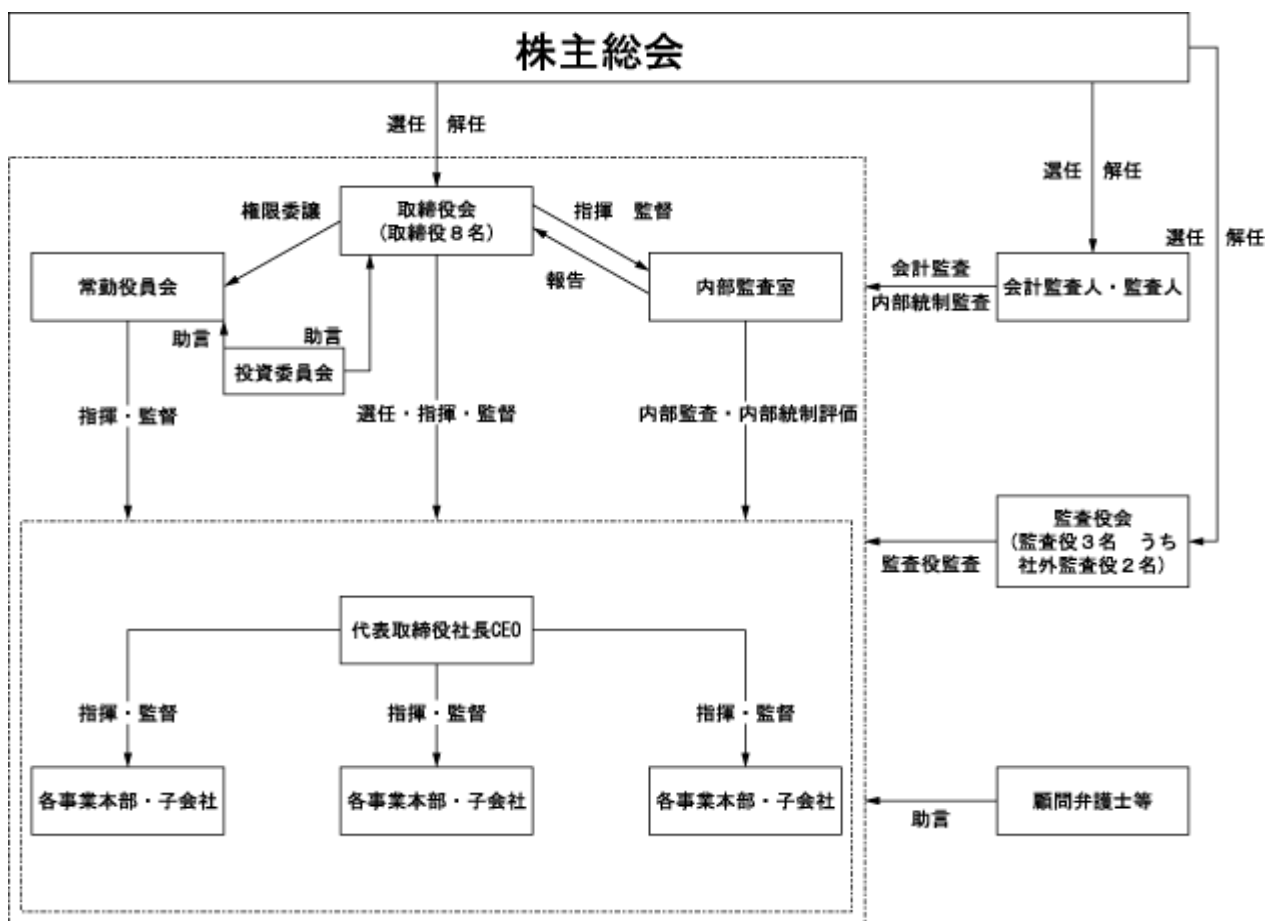 株主総会
選任 解任
選任 解任
選任 解任
権限委譲
取締役会
(取締役８名)
指揮 監督
報告
常勤役員会
内部監査室
会計監査
内部統制監査
会計監査人・監査人
助言
助言
投資委員会
指揮・監督
選任・指揮・監督
内部監査・内部統制評価
監査役会
(監査役３名 うち
社外監査役２名)
監査役監査
代表取締役社長CEO
指揮・監督
指揮・監督
指揮・監督
各事業本部・子会社
各事業本部・子会社
各事業本部・子会社
助言
顧問弁護士等